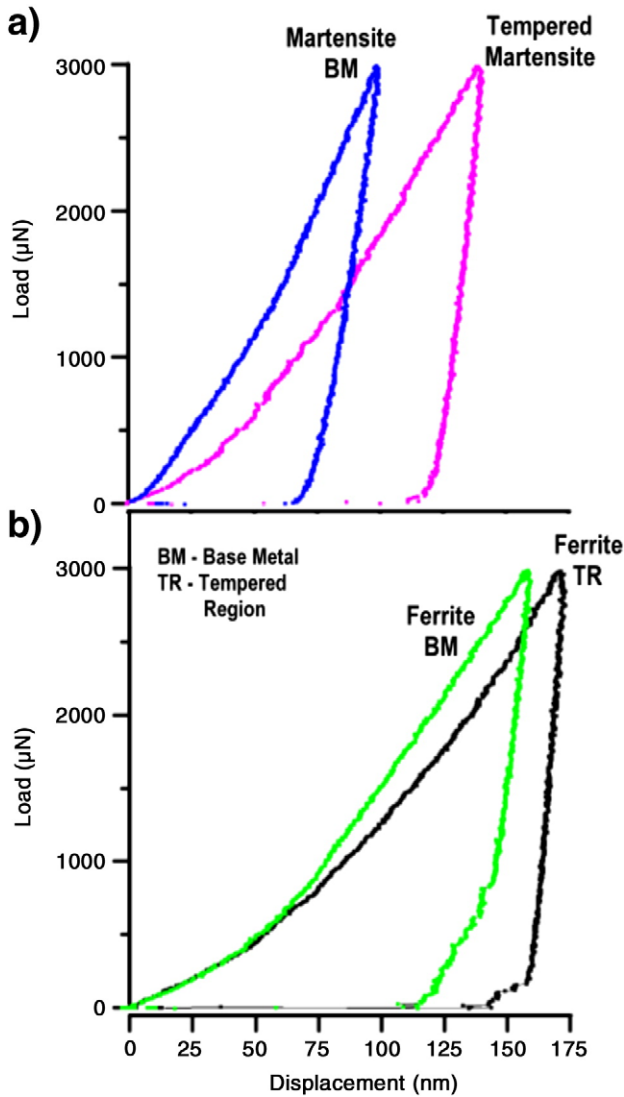 a)
Martensite
BM
Tempered
Martensite
3000
2000
1000
0
Load (µN)
b)
BM - Base Metal
TR - Tempered
Region
Ferrite
BM
Ferrite
TR
3000
2000
1000
0
Load (µN)
0 25 50 75 100 125 150 175
Displacement (nm)